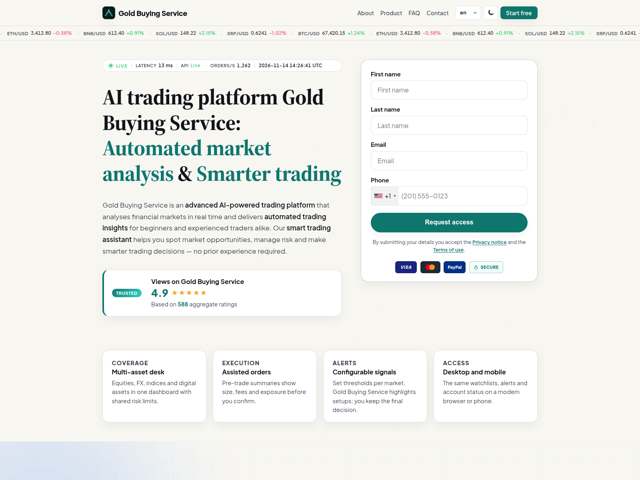 Gold Buying Service
About Product FAQ Contact en Start free
ETH/USD 3,412.80 -0.38% BNB/USD 612.40 +0.91% SOL/USD 148.22 +2.10% XRP/USD 0.6241 -1.02% BTC/USD 67,420.15 +1.24% ETH/USD 3,412.80 -0.38% BNB/USD 612.40 +0.91% SOL/USD 148.22 +2.10% XRP/USD 0.6241
LIVE LATENCY 13 ms API Live ORDERS/S 1,262 2026-11-14 14:26:41 UTC
AI trading platform Gold
Buying Service:
Automated market
analysis & Smarter trading
Gold Buying Service is an advanced AI-powered trading platform that
analyses financial markets in real time and delivers automated trading
insights for beginners and experienced traders alike. Our smart trading
assistant helps you spot market opportunities, manage risk and make
smarter trading decisions — no prior experience required.
TRUSTED
Views on Gold Buying Service
4.9 ★★★★★
Based on 588 aggregate ratings
First name
First name
Last name
Last name
Email
Email
Phone
+1 (201) 555-0123
Request access
By submitting your details you accept the Privacy notice and the
Terms of use.
VISA PayPal SECURE
COVERAGE
Multi-asset desk
Equities, FX, indices and digital
assets in one dashboard with
shared risk limits.
EXECUTION
Assisted orders
Pre-trade summaries show
size, fees and exposure before
you confirm.
ALERTS
Configurable signals
Set thresholds per market.
Gold Buying Service highlights
setups; you keep the final
decision.
ACCESS
Desktop and mobile
The same watchlists, alerts and
account status on a modern
browser or phone.